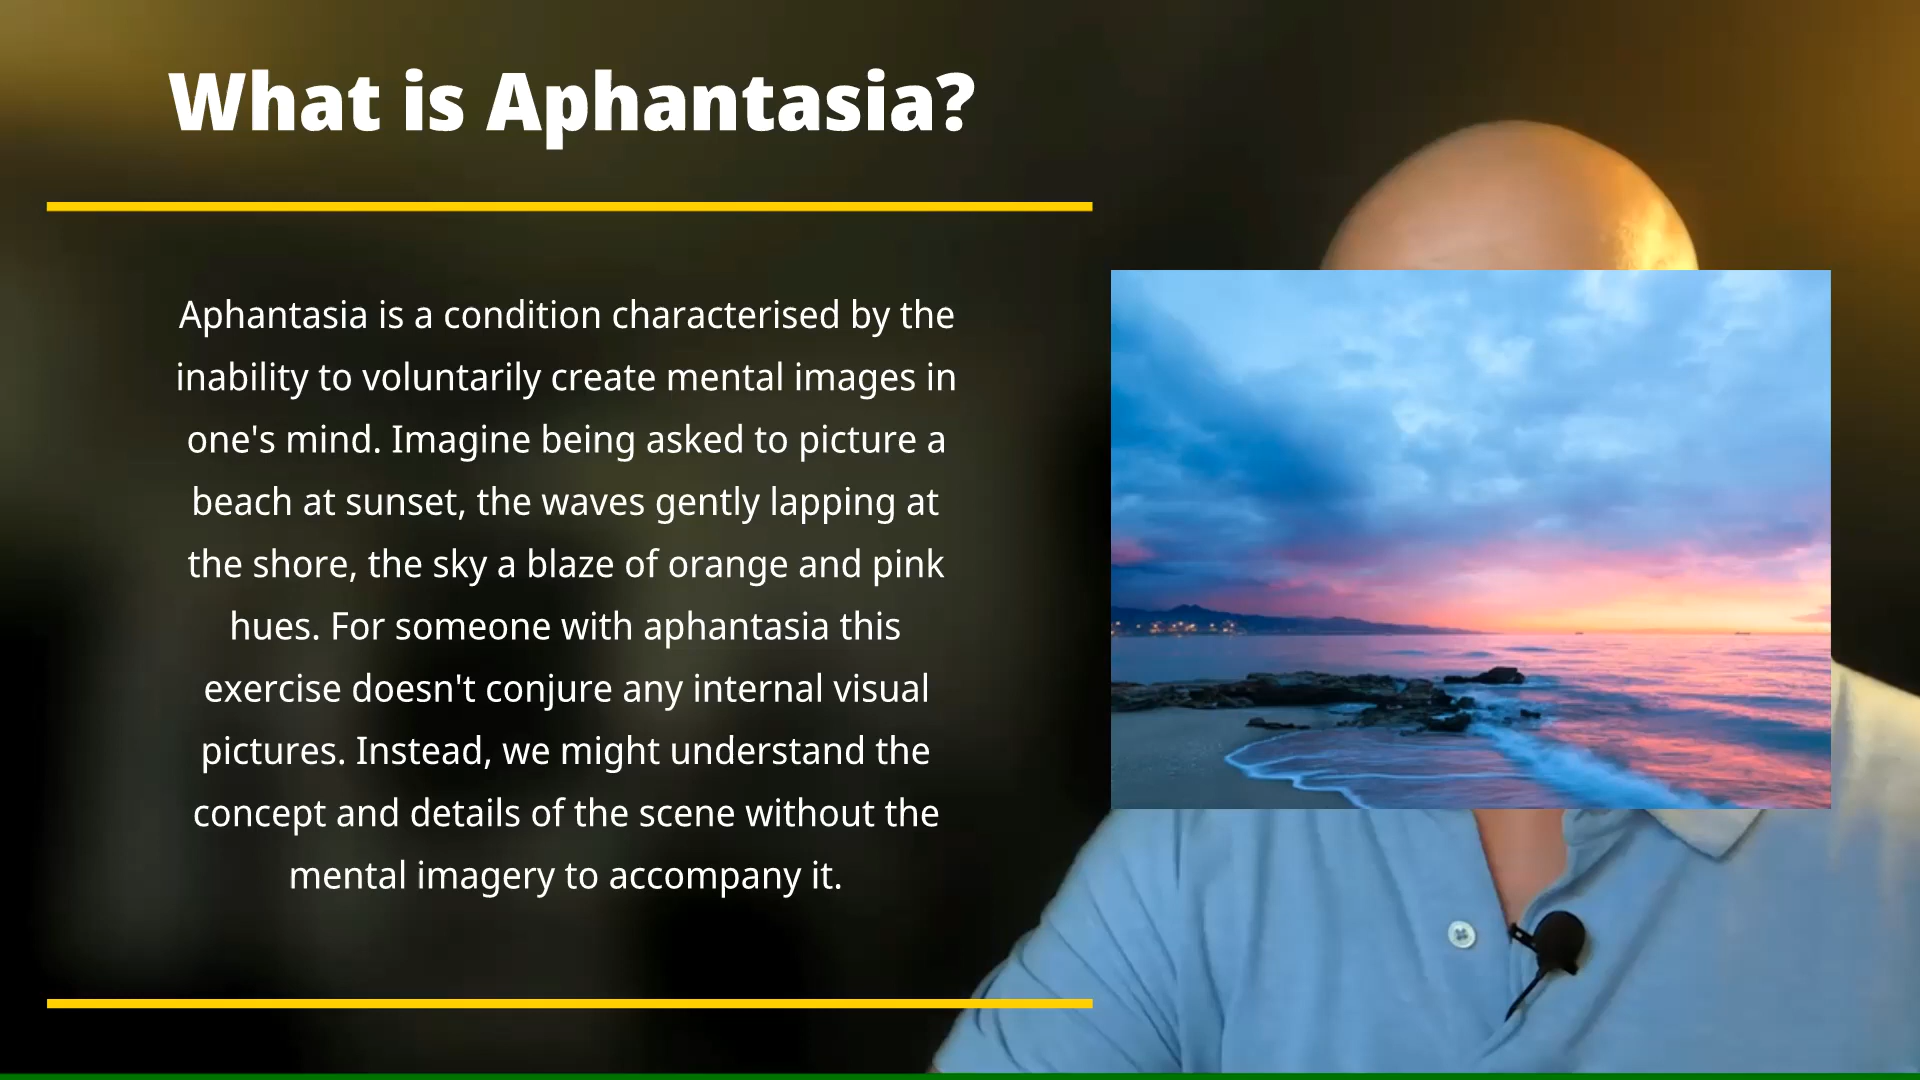 What is Aphantasia?
Aphantasia is a condition characterised by the
inability to voluntarily create mental images in
one's mind. Imagine being asked to picture a
beach at sunset, the waves gently lapping at
the shore, the sky a blaze of orange and pink
hues. For someone with aphantasia this
exercise doesn't conjure any internal visual
pictures. Instead, we might understand the
concept and details of the scene without the
mental imagery to accompany it.